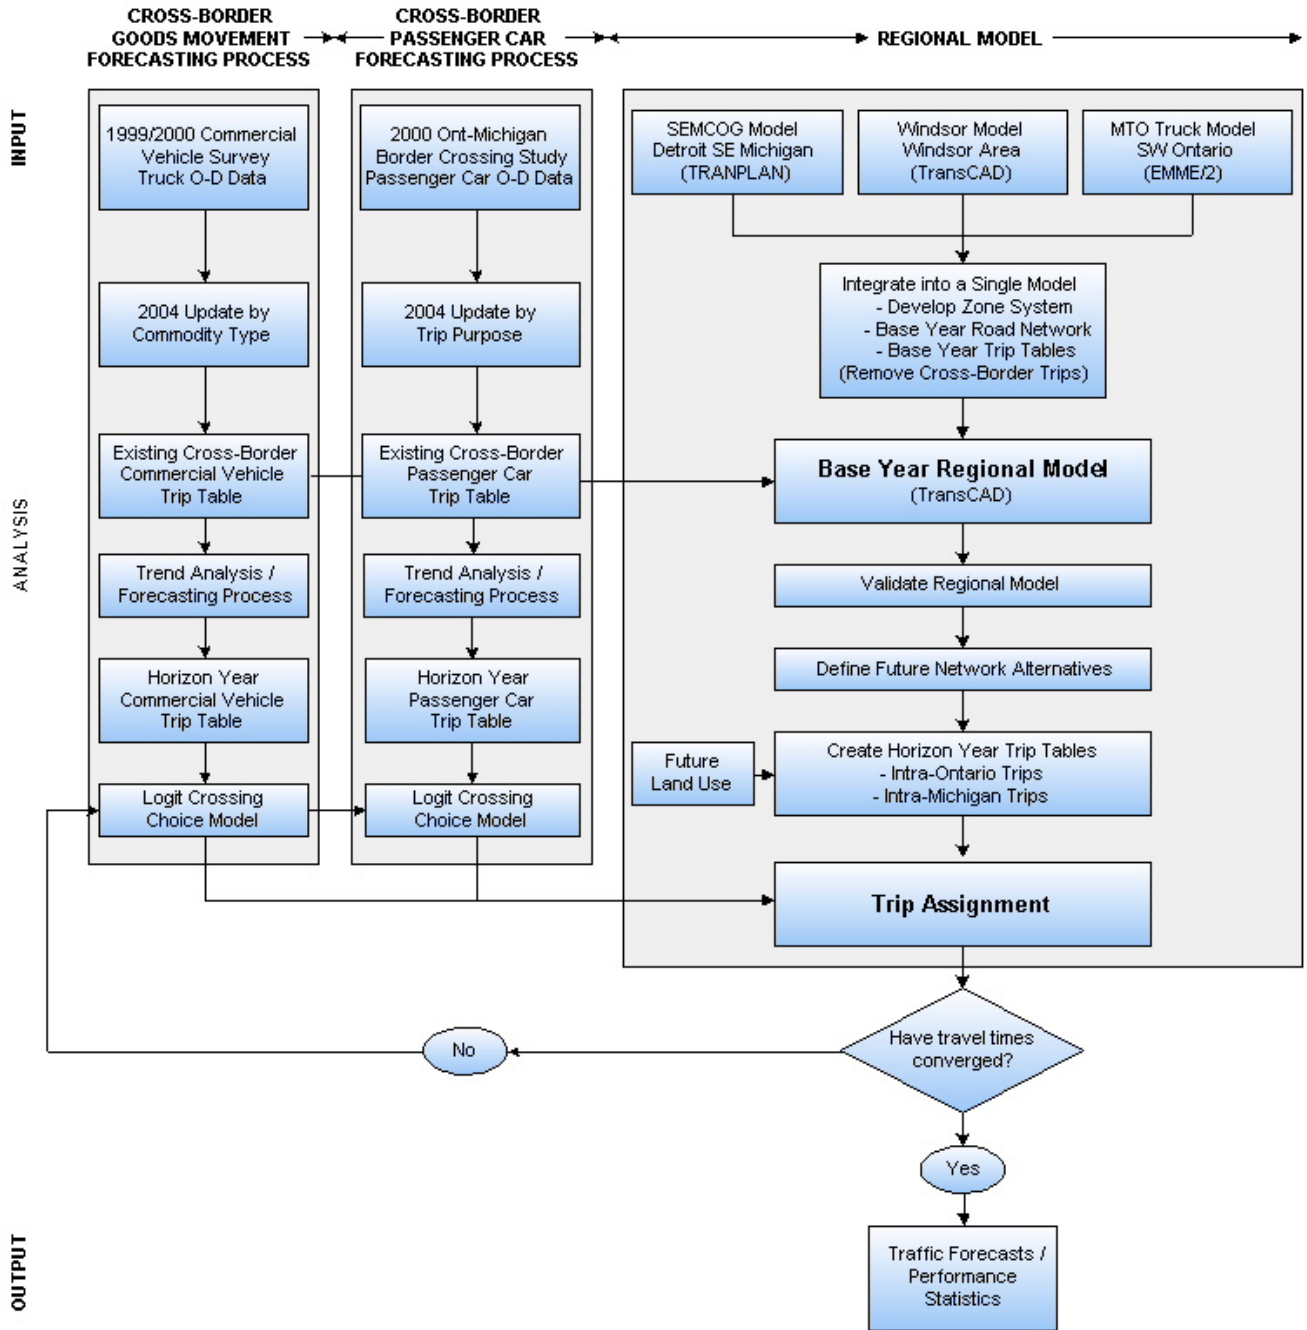 CROSS-BORDER
GOODS MOVEMENT
FORECASTING PROCESS
CROSS-BORDER
PASSENGER CAR
FORECASTING PROCESS
REGIONAL MODEL
INPUT
1999/2000 Commercial
Vehicle Survey
Truck O-D Data
2000 Ont-Michigan
Border Crossing Study
Passenger Car O-D Data
SEMCOG Model
Detroit SE Michigan
(TRANPLAN)
Windsor Model
Windsor Area
(TransCAD)
MTO Truck Model
SW Ontario
(EMME/2)
2004 Update by
Commodity Type
2004 Update by
Trip Purpose
Integrate into a Single Model
- Develop Zone System
- Base Year Road Network
- Base Year Trip Tables
(Remove Cross-Border Trips)
ANALYSIS
Existing Cross-Border
Commercial Vehicle
Trip Table
Existing Cross-Border
Passenger Car
Trip Table
Base Year Regional Model
(TransCAD)
Trend Analysis /
Forecasting Process
Trend Analysis /
Forecasting Process
Validate Regional Model
Horizon Year
Commercial Vehicle
Trip Table
Horizon Year
Passenger Car
Trip Table
Define Future Network Alternatives
Future
Land Use
Create Horizon Year Trip Tables
- Intra-Ontario Trips
- Intra-Michigan Trips
Logit Crossing
Choice Model
Logit Crossing
Choice Model
Trip Assignment
Have travel times
converged?
No
Yes
OUTPUT
Traffic Forecasts /
Performance
Statistics